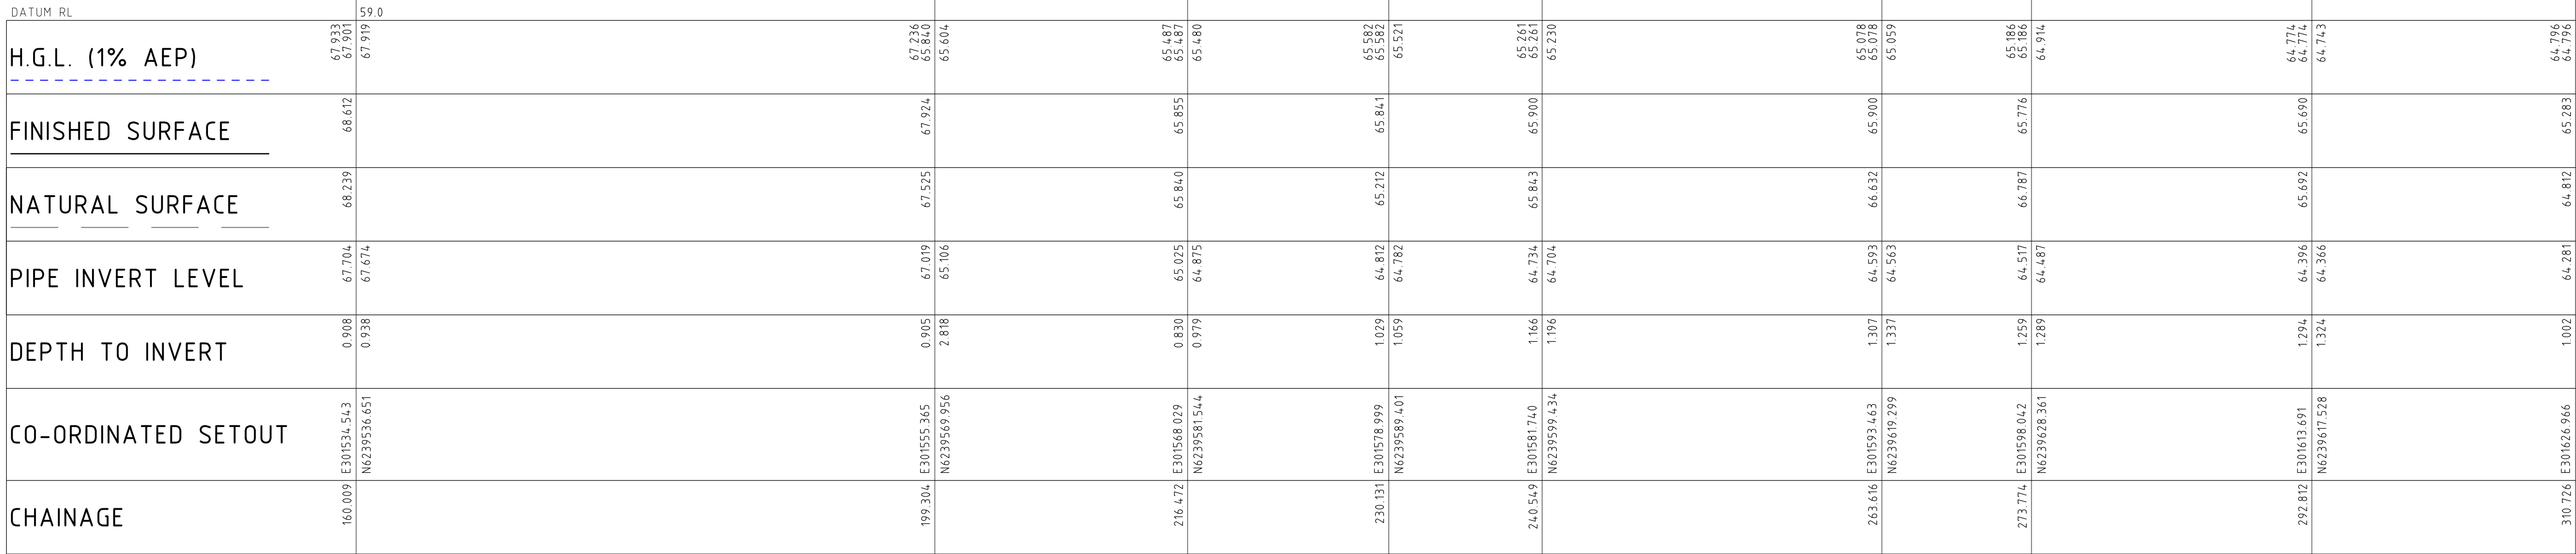 DATUM RL 59.0
H.G.L. (1% AEP) 67.933 67.901 67.919 67.236 65.840 65.604 65.487 65.487 65.480 65.582 65.582 65.521 65.261 65.261 65.230 65.078 65.078 65.059 65.186 65.186 64.914 64.774 64.774 64.743 64.796 64.796
FINISHED SURFACE 68.612 67.924 65.855 65.841 65.900 65.900 65.776 65.690 65.283
NATURAL SURFACE 68.239 67.525 65.840 65.212 65.843 66.632 66.787 65.692 64.812
PIPE INVERT LEVEL 67.704 67.674 67.019 65.106 65.025 64.875 64.812 64.782 64.734 64.704 64.593 64.563 64.517 64.487 64.396 64.366 64.281
DEPTH TO INVERT 0.908 0.938 0.905 2.818 0.830 0.979 1.029 1.059 1.166 1.196 1.307 1.337 1.259 1.289 1.294 1.324 1.002
CO-ORDINATED SETOUT E301534.543 N6239536.651 E301555.365 N6239569.956 E301568.029 N6239581.544 E301578.999 N6239589.401 E301581.740 N6239599.434 E301593.463 N6239619.299 E301598.042 N6239628.361 E301613.691 N6239617.528 E301626.966
CHAINAGE 160.009 199.304 216.472 230.131 240.549 263.616 273.774 292.812 310.726